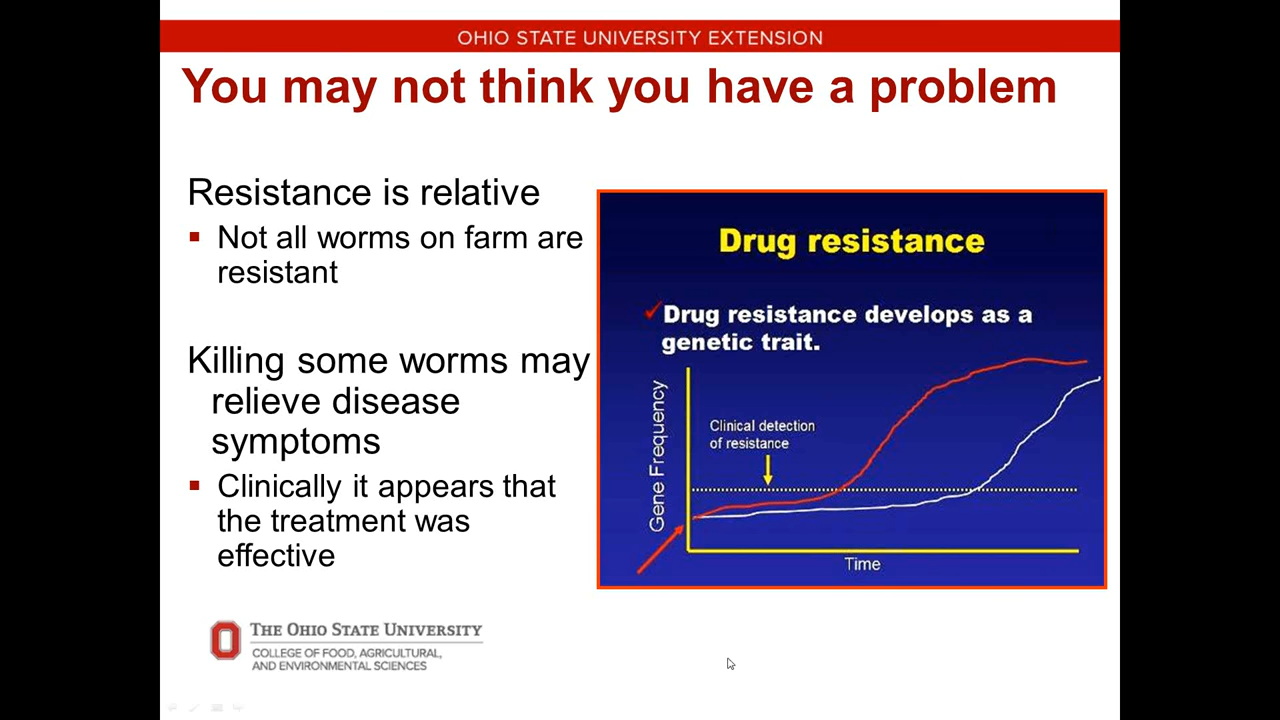 OHIO STATE UNIVERSITY EXTENSION
You may not think you have a problem
Resistance is relative
Not all worms on farm are
resistant
Killing some worms may
relieve disease
symptoms
Clinically it appears that
the treatment was
effective
Drug resistance
Drug resistance develops as a
genetic trait.
Clinical detection
of resistance
Gene Frequency
Time
THE OHIO STATE UNIVERSITY
COLLEGE OF FOOD, AGRICULTURAL,
AND ENVIRONMENTAL SCIENCES